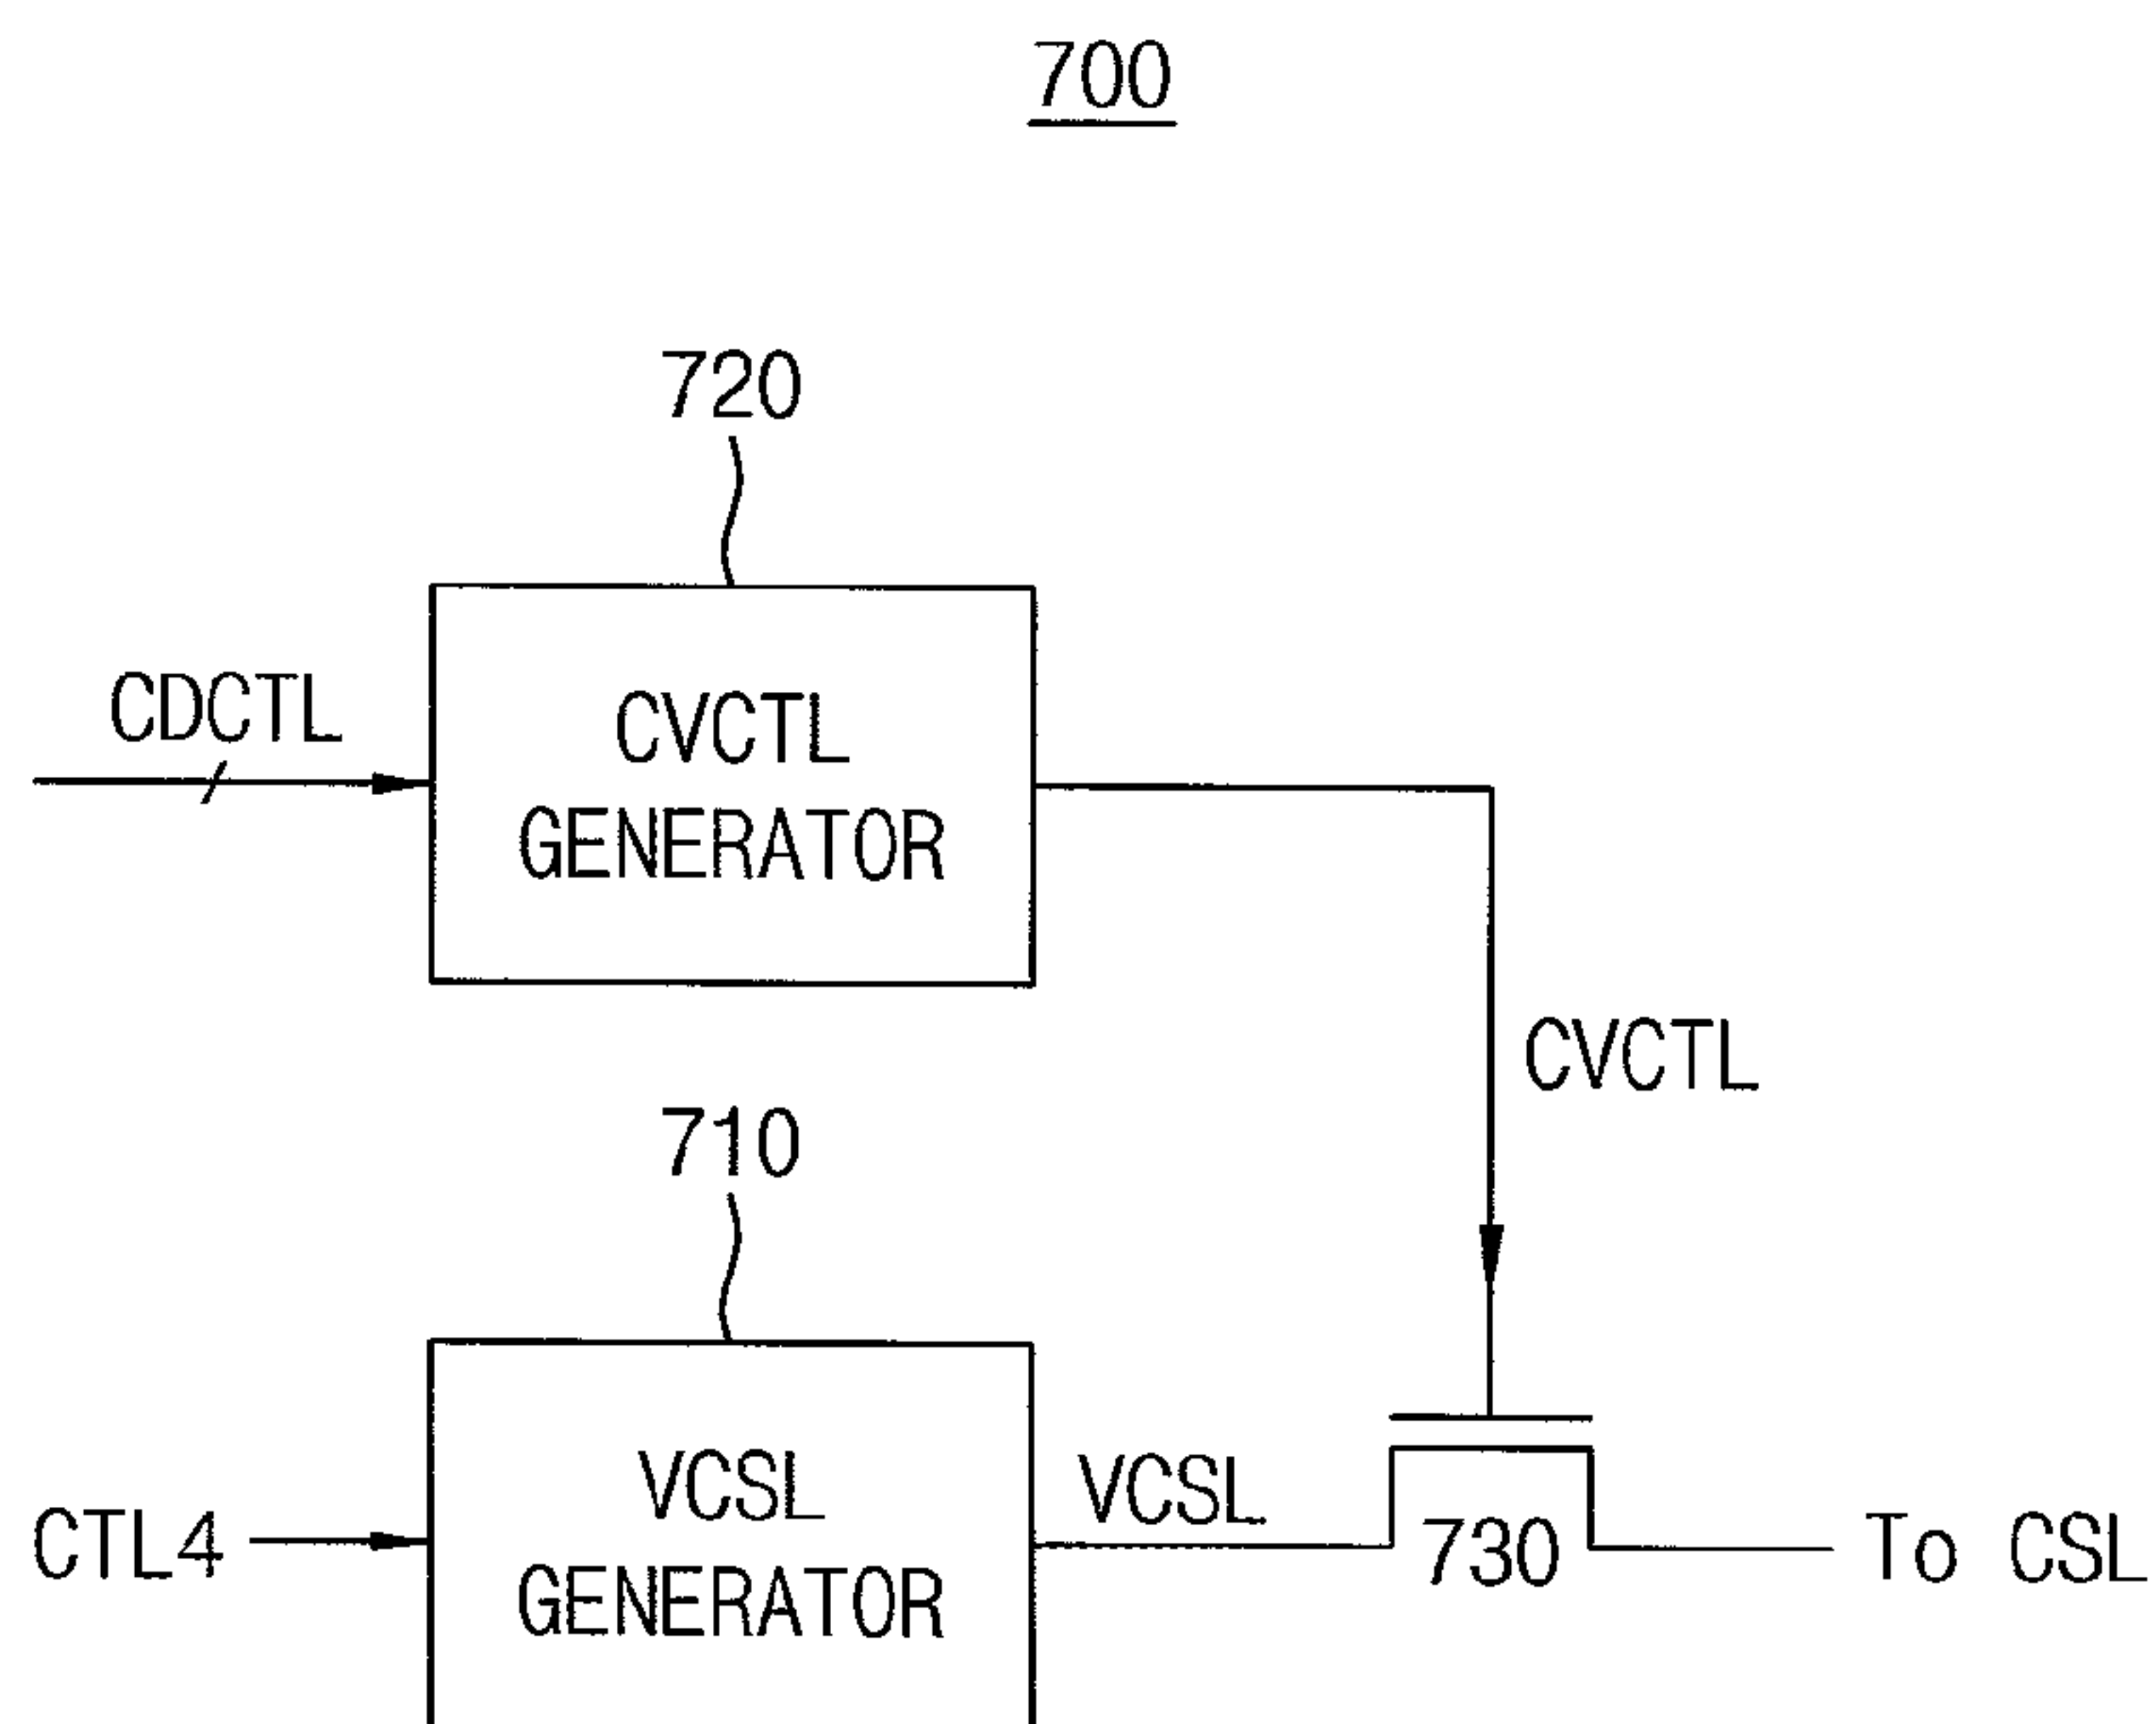 700
720
CDCTL
CVCTL
GENERATOR
CVCTL
710
VCSL
GENERATOR
CTL4
VCSL
730
To CSL